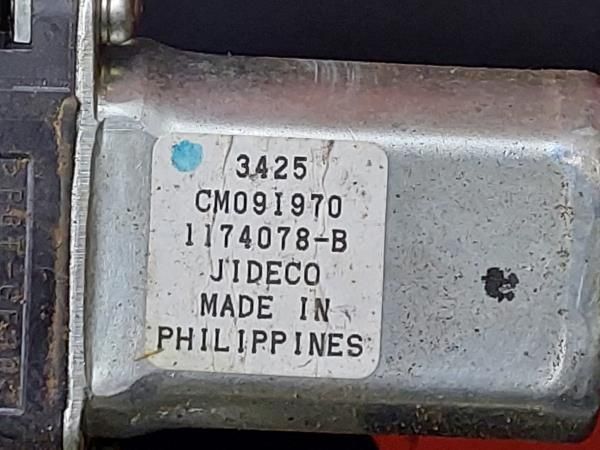 3425
CM09I970
1174078-B
JIDECO
MADE IN
PHILIPPINES